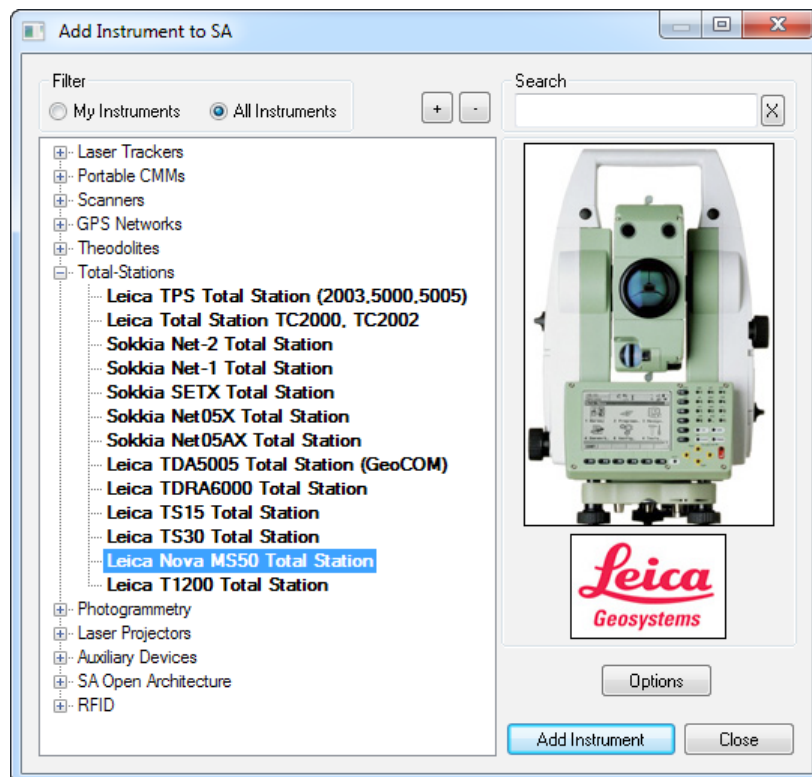 Add Instrument to SA
Filter
My Instruments
All Instruments
+
-
Search
X
Laser Trackers
Portable CMMs
Scanners
GPS Networks
Theodolites
Total-Stations
Leica TPS Total Station (2003,5000,5005)
Leica Total Station TC2000, TC2002
Sokkia Net-2 Total Station
Sokkia Net-1 Total Station
Sokkia SETX Total Station
Sokkia Net05X Total Station
Sokkia Net05AX Total Station
Leica TDA5005 Total Station (GeoCOM)
Leica TDRA6000 Total Station
Leica TS15 Total Station
Leica TS30 Total Station
Leica Nova MS50 Total Station
Leica T1200 Total Station
Photogrammetry
Laser Projectors
Auxiliary Devices
SA Open Architecture
RFID
Leica
Geosystems
Options
Add Instrument
Close